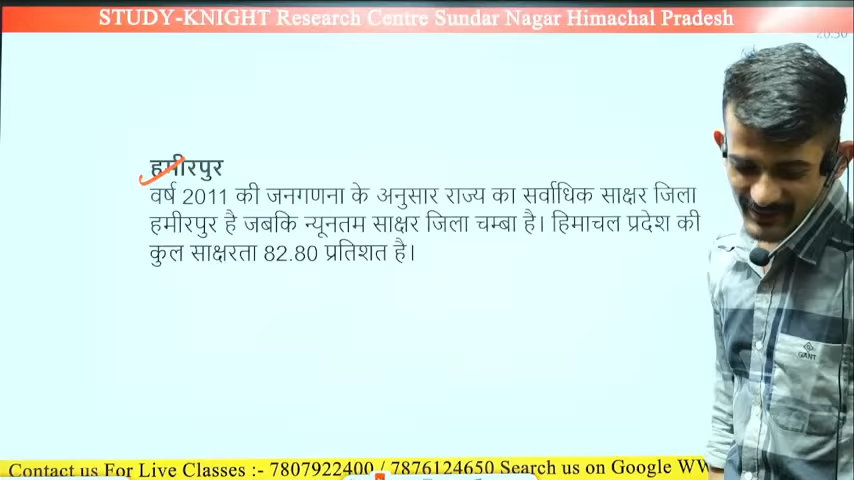 STUDY-KNIGHT Research Centre Sundar Nagar Himachal Pradesh
हमीरपुर
वर्ष 2011 की जनगणना के अनुसार राज्य का सर्वाधिक साक्षर जिला
हमीरपुर है जबकि न्यूनतम साक्षर जिला चम्बा है। हिमाचल प्रदेश की
कुल साक्षरता 82.80 प्रतिशत है।
GANT
Contact us For Live Classes :- 7807922400 / 7876124650 Search us on Google